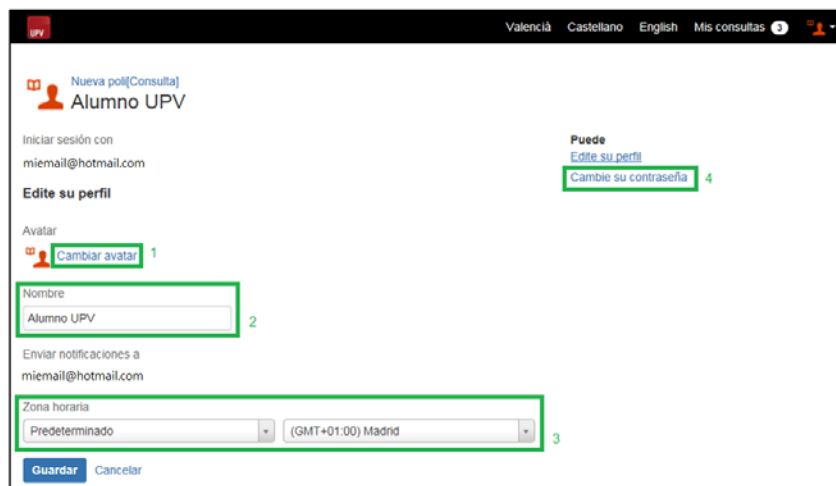 UPV
Valencià Castellano English Mis consultas 3
Nueva poli[Consulta]
Alumno UPV
Iniciar sesión con
miemail@hotmail.com
Puede
Edite su perfil
Cambie su contraseña 4
Edite su perfil
Avatar
Cambiar avatar 1
Nombre
Alumno UPV
2
Enviar notificaciones a
miemail@hotmail.com
Zona horaria
Predeterminado (GMT+01:00) Madrid
3
Guardar Cancelar